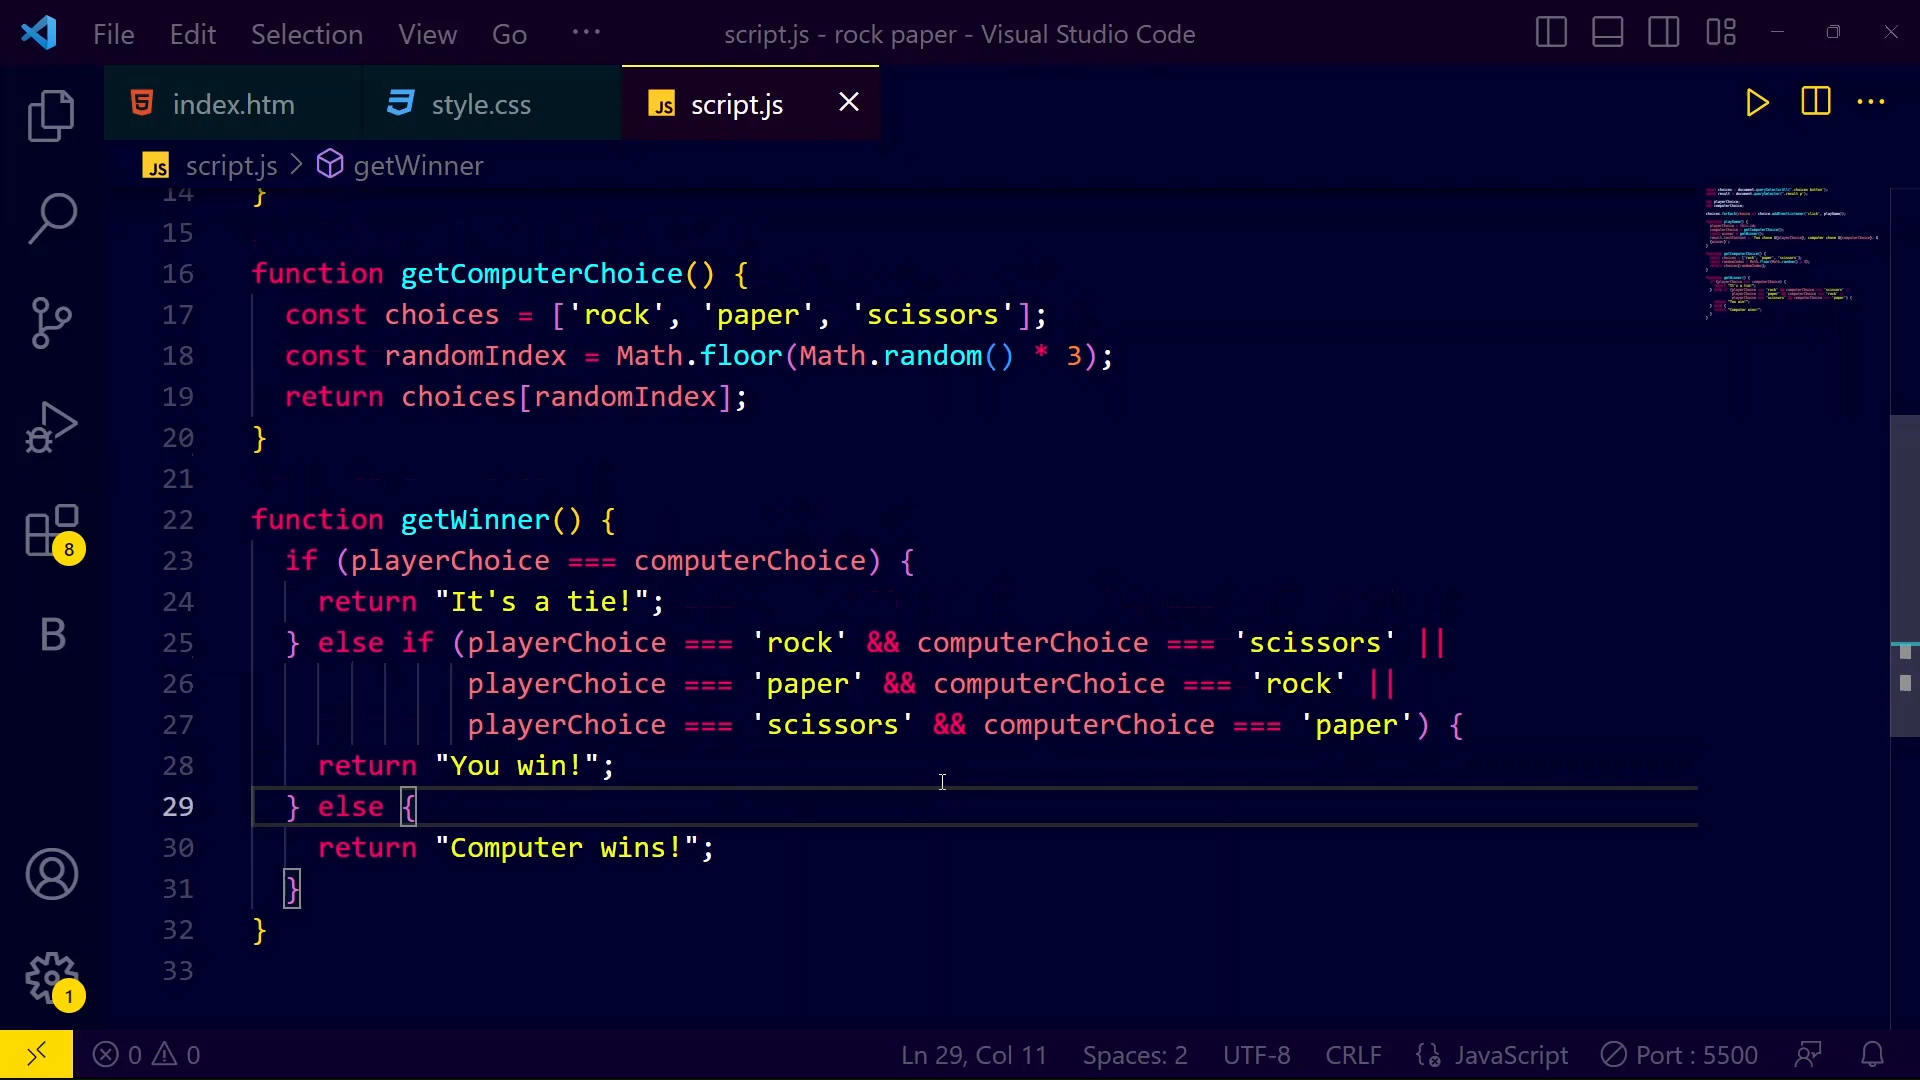 File Edit Selection View Go ··· script.js - rock paper - Visual Studio Code
index.htm style.css JS script.js
JS script.js > getWinner
14 }
15
16 function getComputerChoice() {
17 const choices = ['rock', 'paper', 'scissors'];
18 const randomIndex = Math.floor(Math.random() * 3);
19 return choices[randomIndex];
20 }
21
22 function getWinner() {
23 if (playerChoice === computerChoice) {
24 return "It's a tie!";
25 } else if (playerChoice === 'rock' && computerChoice === 'scissors' ||
26 playerChoice === 'paper' && computerChoice === 'rock' ||
27 playerChoice === 'scissors' && computerChoice === 'paper') {
28 return "You win!";
29 } else {
30 return "Computer wins!";
31 }
32 }
33
8
B
1
0 0 Ln 29, Col 11 Spaces: 2 UTF-8 CRLF JavaScript Port : 5500